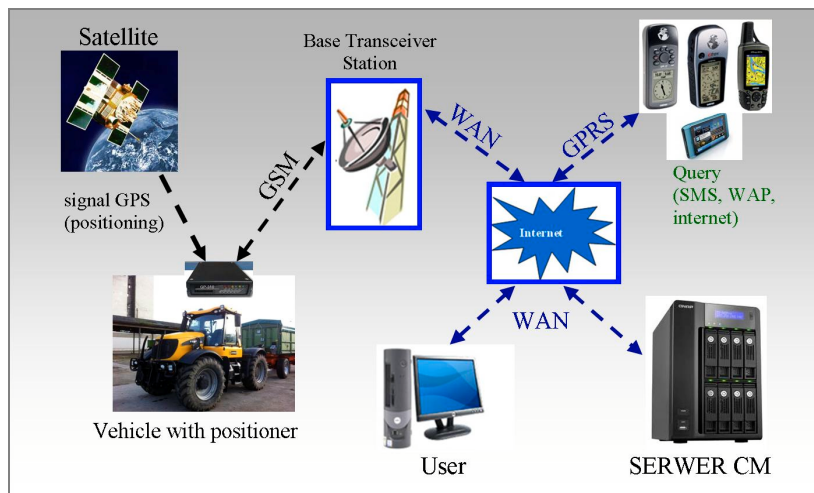 Satellite
Base Transceiver
Station
WAN
GPRS
GSM
signal GPS
(positioning)
Query
(SMS, WAP,
internet)
Internet
WAN
Vehicle with positioner
User
SERWER CM